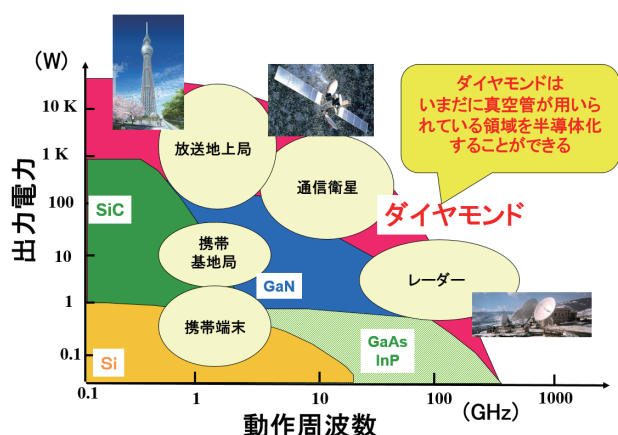 (W)
10 K
1 K
100
10
1
0.1
出力電力
放送地上局
通信衛星
ダイヤモンドは
いまだに真空管が用いら
れている領域を半導体化
することができる
ダイヤモンド
SiC
携帯
基地局
GaN
レーダー
携帯端末
GaAs
InP
Si
0.1
1
10
100
1000
動作周波数
(GHz)